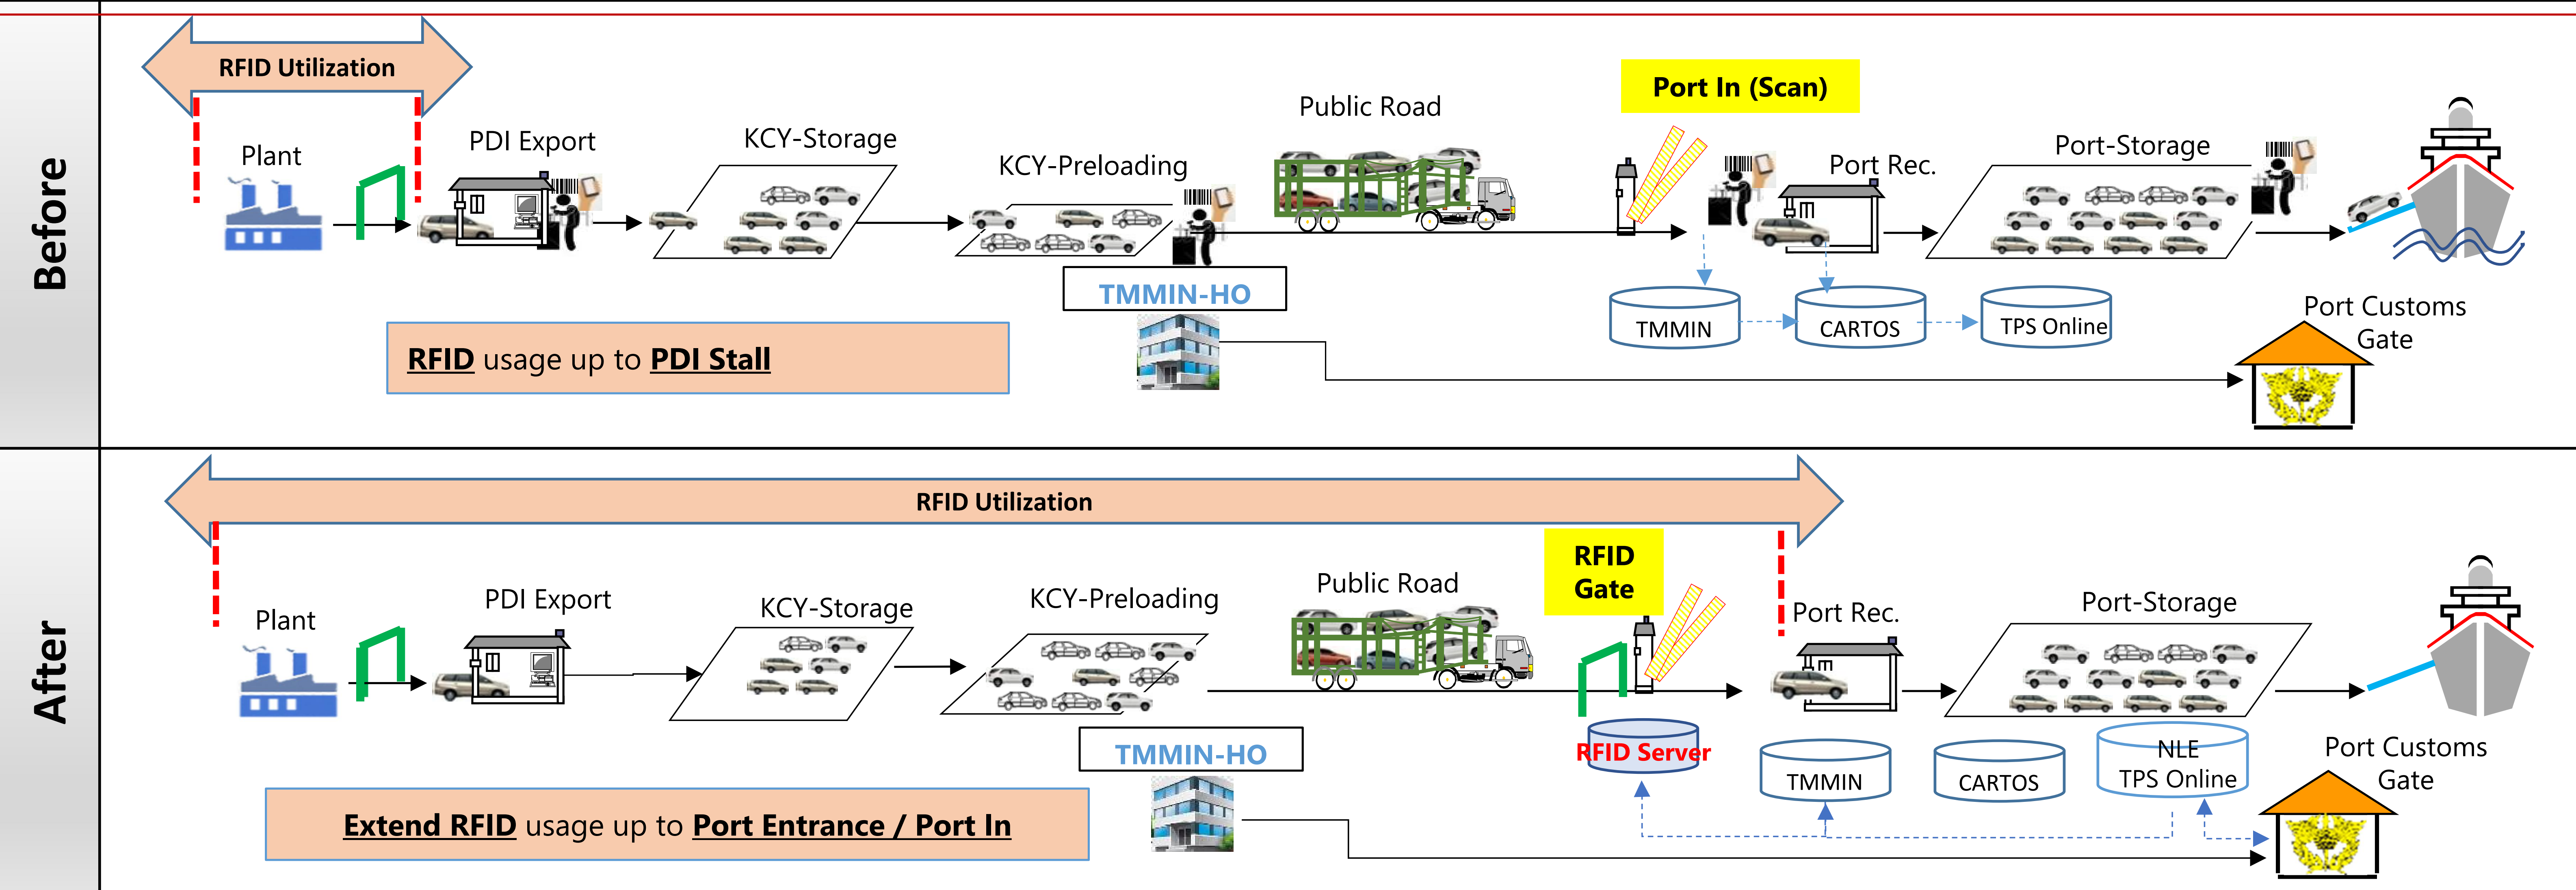 Before
RFID Utilization
Plant
PDI Export
KCY-Storage
KCY-Preloading
Public Road
Port In (Scan)
Port Rec.
Port-Storage
TMMIN-HO
TMMIN
CARTOS
TPS Online
Port Customs
Gate
RFID usage up to PDI Stall
After
RFID Utilization
Plant
PDI Export
KCY-Storage
KCY-Preloading
Public Road
RFID
Gate
Port Rec.
Port-Storage
TMMIN-HO
RFID Server
TMMIN
CARTOS
NLE
TPS Online
Port Customs
Gate
Extend RFID usage up to Port Entrance / Port In